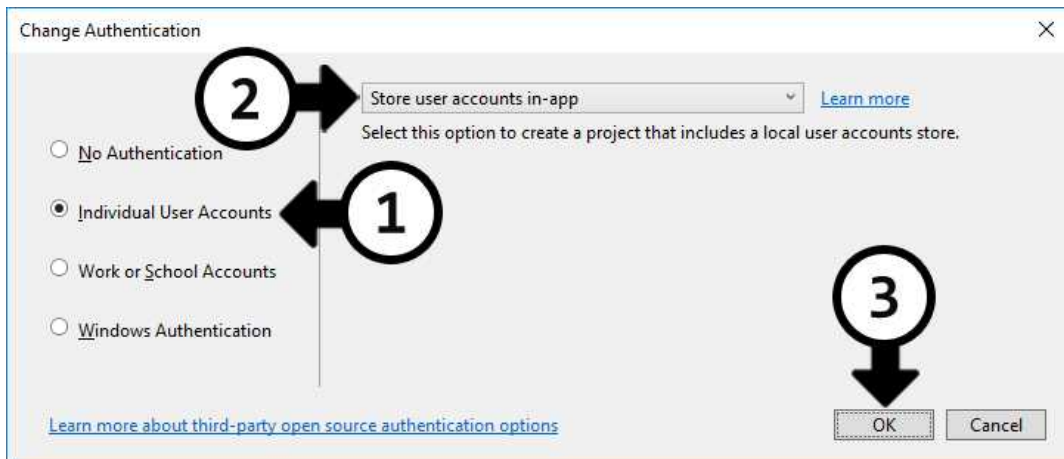 Change Authentication
2
Store user accounts in-app
Learn more
Select this option to create a project that includes a local user accounts store.
No Authentication
Individual User Accounts
1
Work or School Accounts
Windows Authentication
3
Learn more about third-party open source authentication options
OK
Cancel